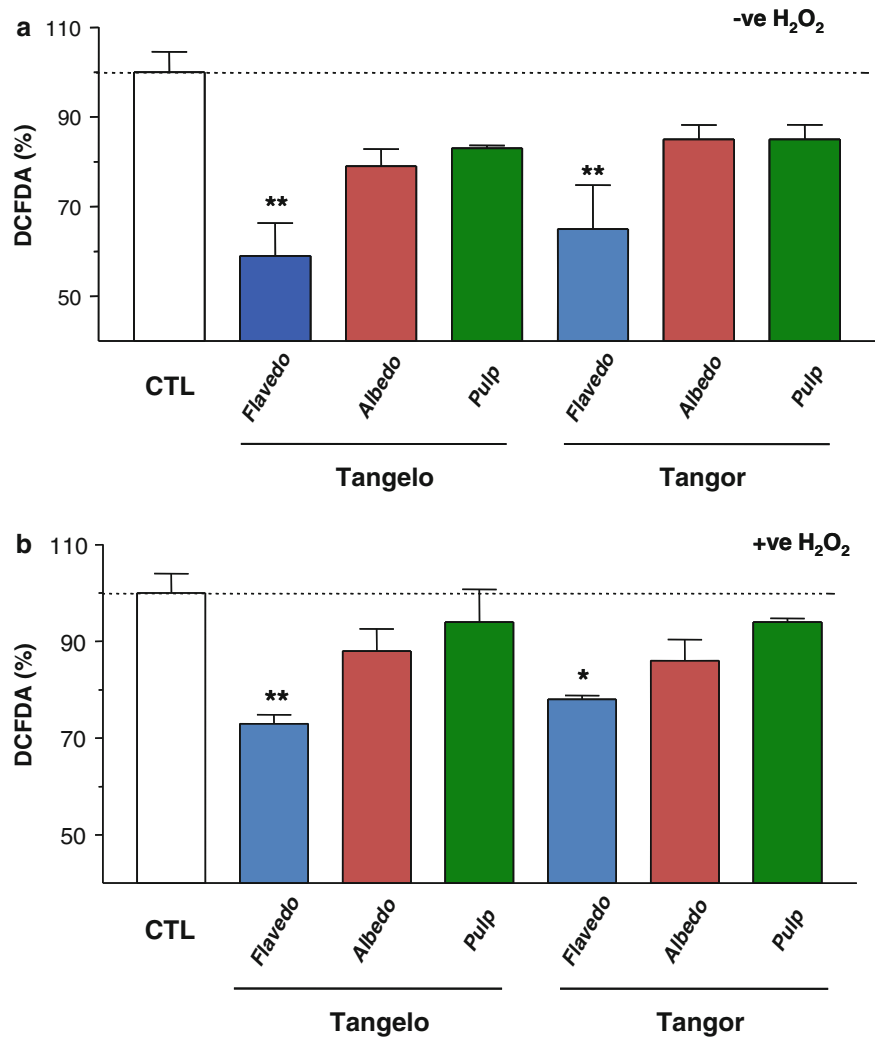 a
-ve H₂O₂
110
90
70
50
DCFDA (%)
**
**
CTL
Flavedo
Albedo
Pulp
Flavedo
Albedo
Pulp
Tangelo
Tangor
b
+ve H₂O₂
110
90
70
50
DCFDA (%)
**
*
CTL
Flavedo
Albedo
Pulp
Flavedo
Albedo
Pulp
Tangelo
Tangor